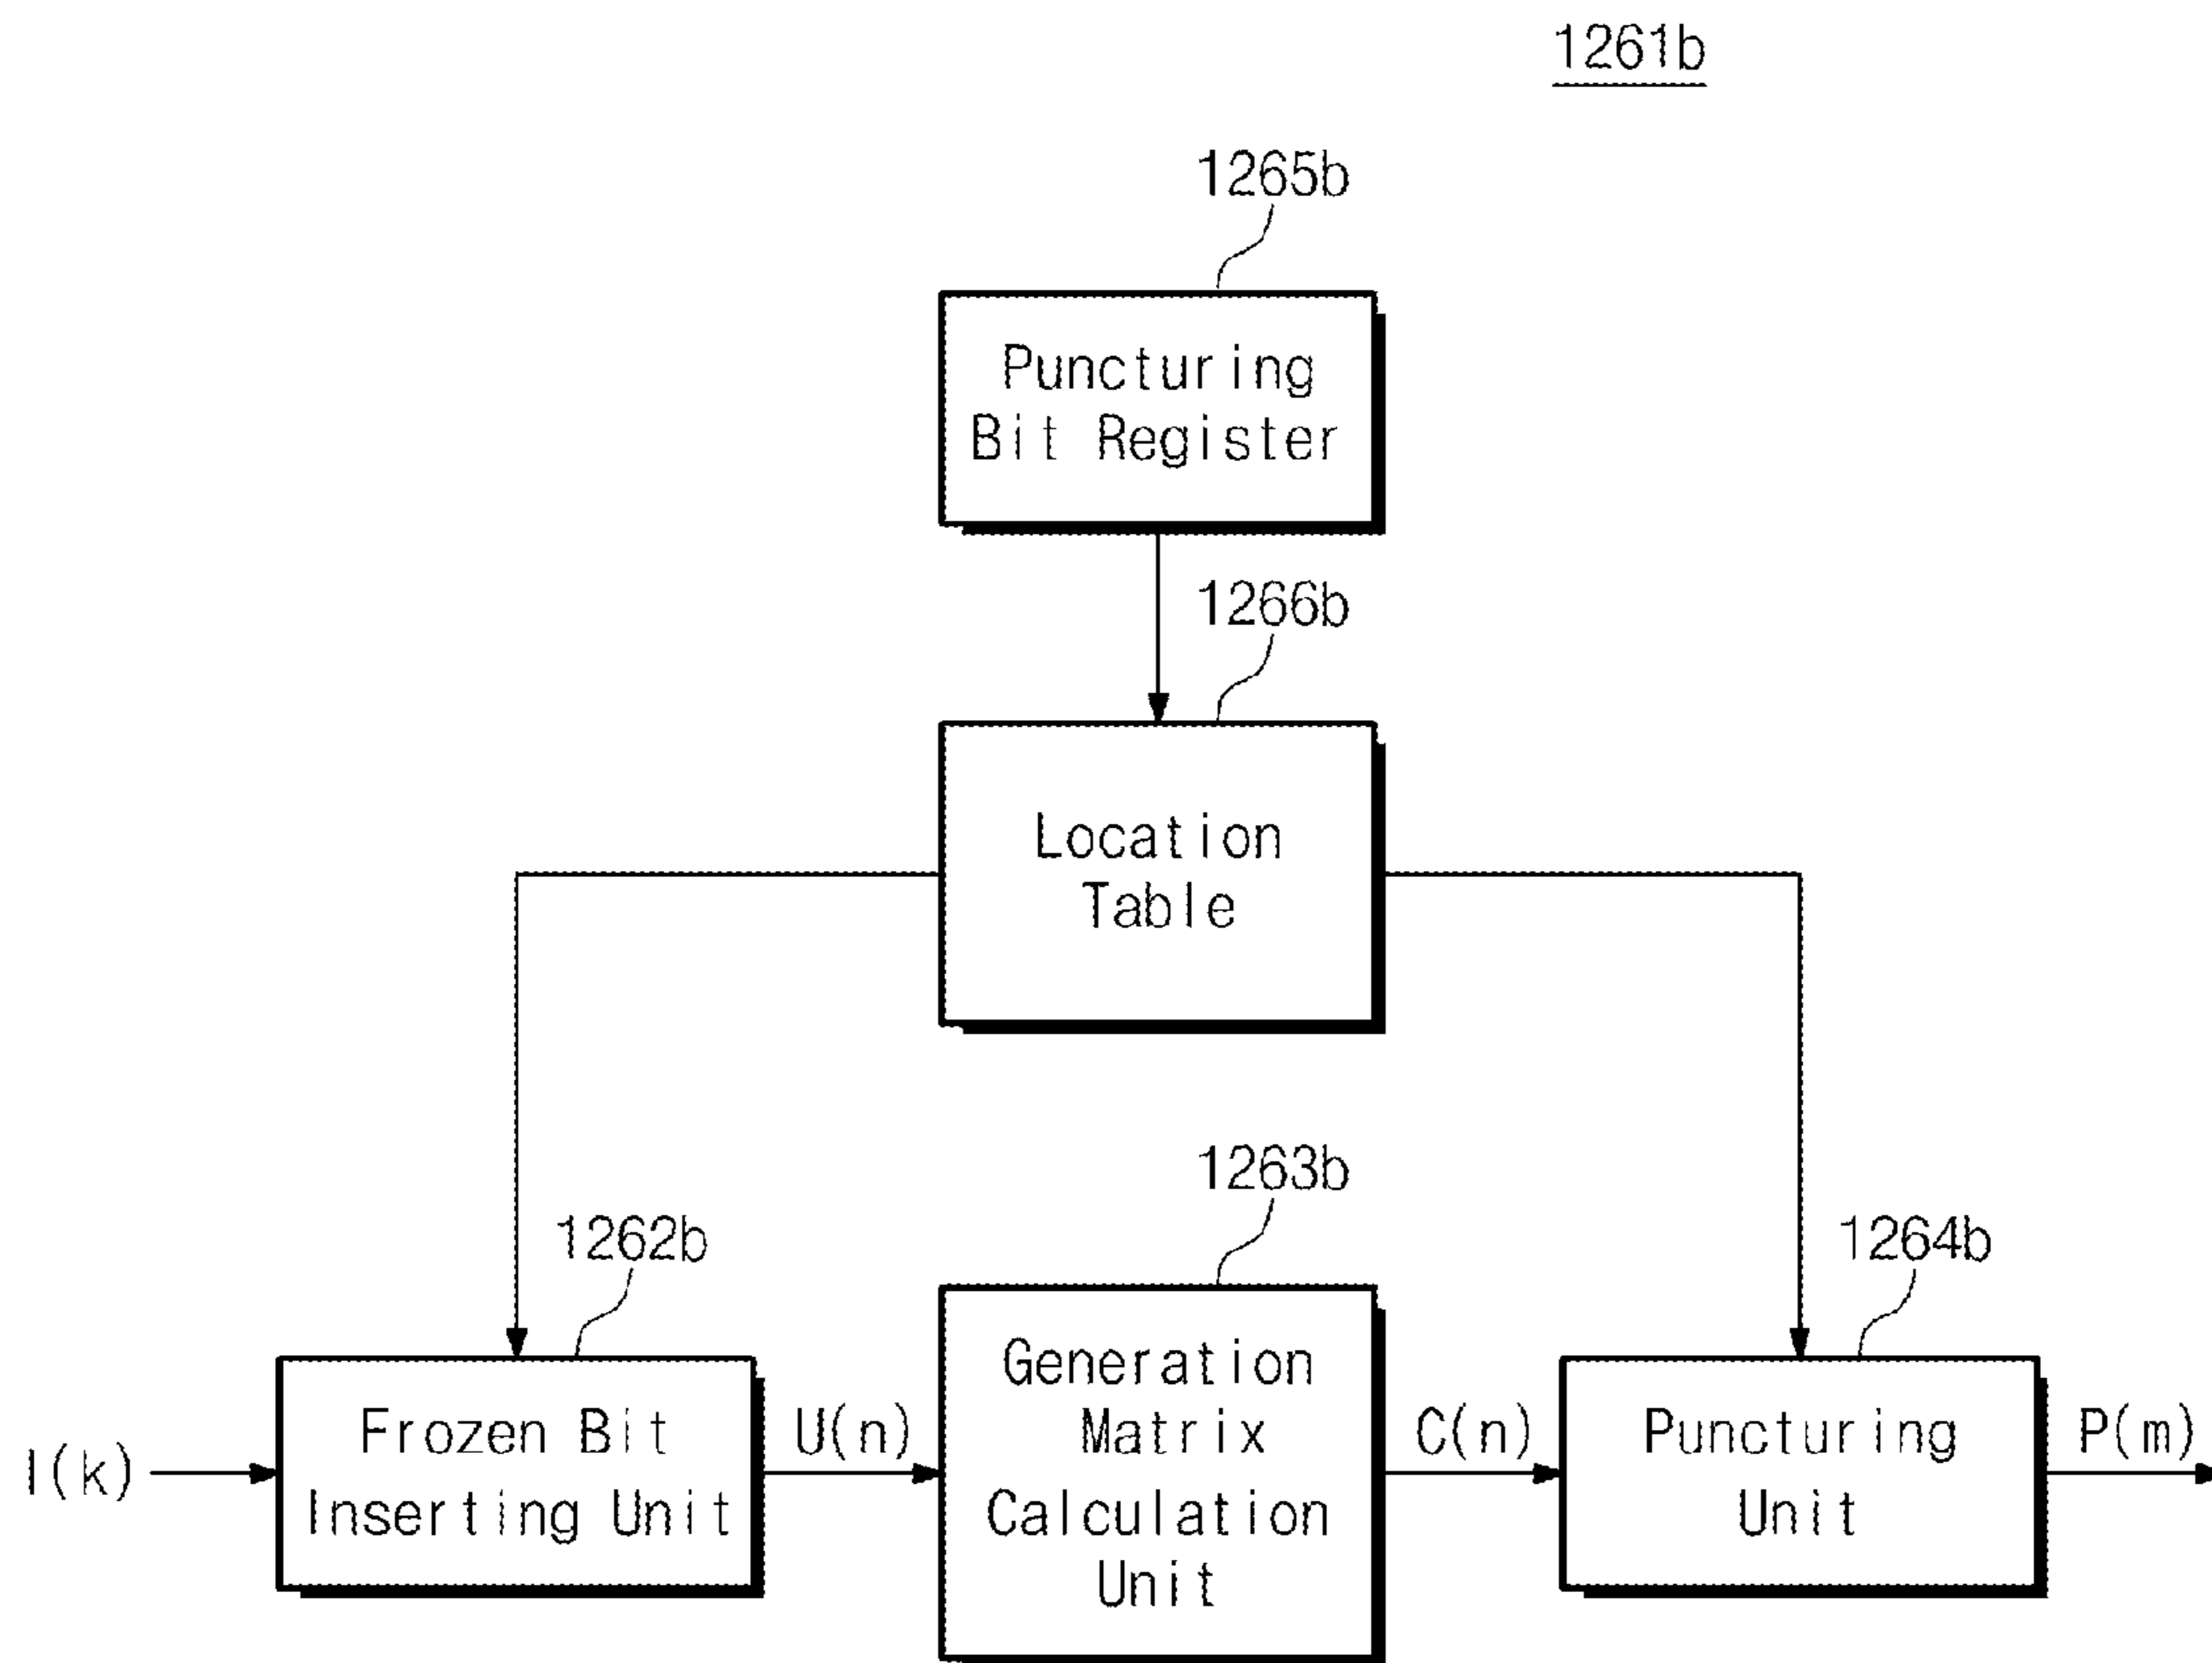 1261b
1265b
Puncturing
Bit Register
1266b
Location
Table
1263b
1262b
1264b
Generation
Matrix
Calculation
Unit
Frozen Bit
Inserting Unit
Puncturing
Unit
I(k)
U(n)
C(n)
P(m)